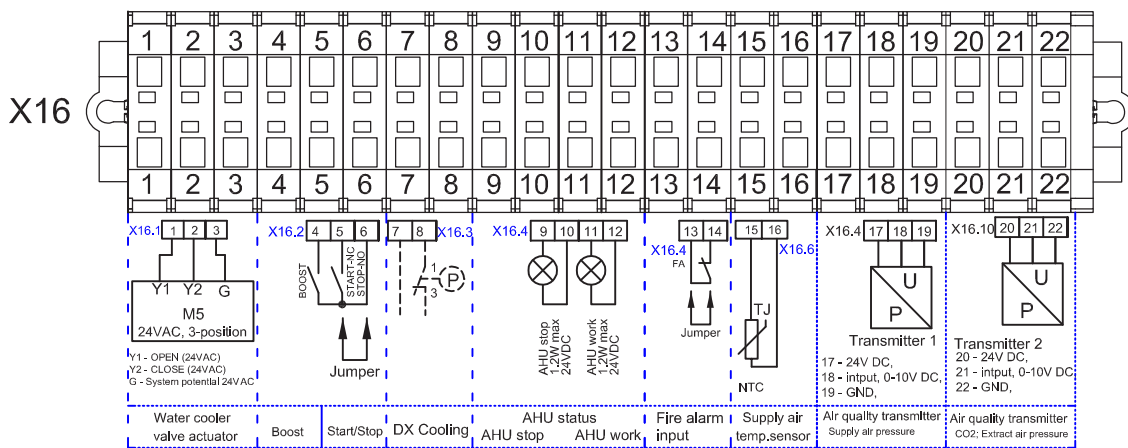 1 2 3 4 5 6 7 8 9 10 11 12 13 14 15 16 17 18 19 20 21 22
X16
1 2 3 4 5 6 7 8 9 10 11 12 13 14 15 16 17 18 19 20 21 22
X16.1 1 2 3
X16.2 4 5 6
7 8 X16.3
X16.4 9 10 11 12
13 14
X16.4
15 16
X16.6
X16.4 17 18 19
X16.10 20 21 22
Y1 Y2 G
M5
24VAC, 3-position
Y1 - OPEN (24VAC)
Y2 - CLOSE (24VAC)
G - System potental 24VAC
BOOST
START-NC
STOP-NO
Jumper
1
P
3
AHU stop
1.2W max
24VDC
AHU work
1.2W max
24VDC
FA
Jumper
TJ
NTC
U
P
Transmitter 1
17 - 24V DC,
18 - intput, 0-10V DC,
19 - GND,
U
P
Transmitter 2
20 - 24V DC,
21 - intput, 0-10V DC
22 - GND,
Water cooler
valve actuator
Boost
Start/Stop
DX Cooling
AHU status
AHU stop AHU work
Fire alarm
input
Supply air
temp.sensor
Air qualty transmitter
Supply air pressure
Air quality transmitter
CO2; Extract air pressure